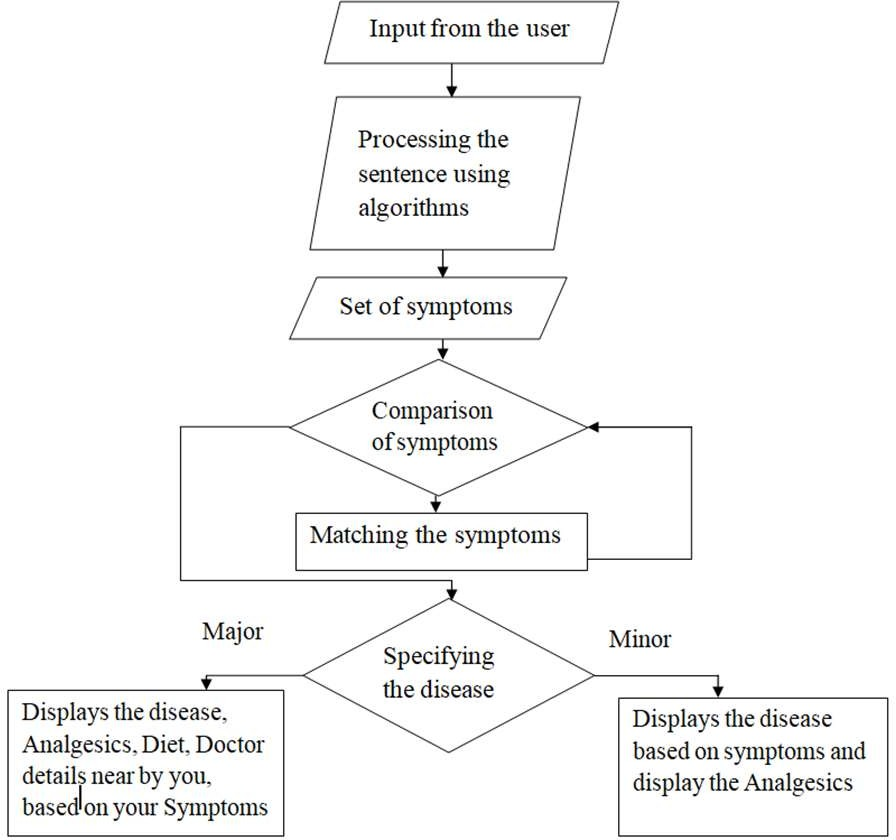 Input from the user
Processing the
sentence using
algorithms
Set of symptoms
Comparison
of symptoms
Matching the symptoms
Major
Minor
Specifying
the disease
Displays the disease,
Analgesics, Diet, Doctor
details near by you,
based on your Symptoms
Displays the disease
based on symptoms and
display the Analgesics